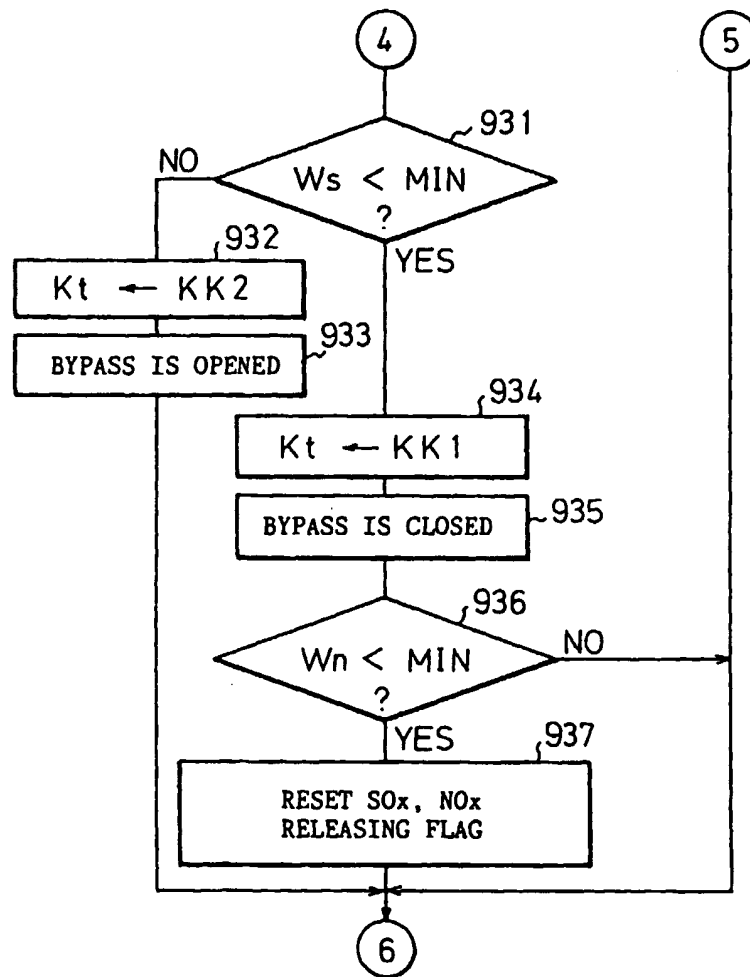 4
5
931
Ws < MIN
?
NO
YES
932
Kt ← KK2
933
BYPASS IS OPENED
934
Kt ← KK1
935
BYPASS IS CLOSED
936
Wn < MIN
?
NO
YES
937
RESET SOx, NOx
RELEASING FLAG
6